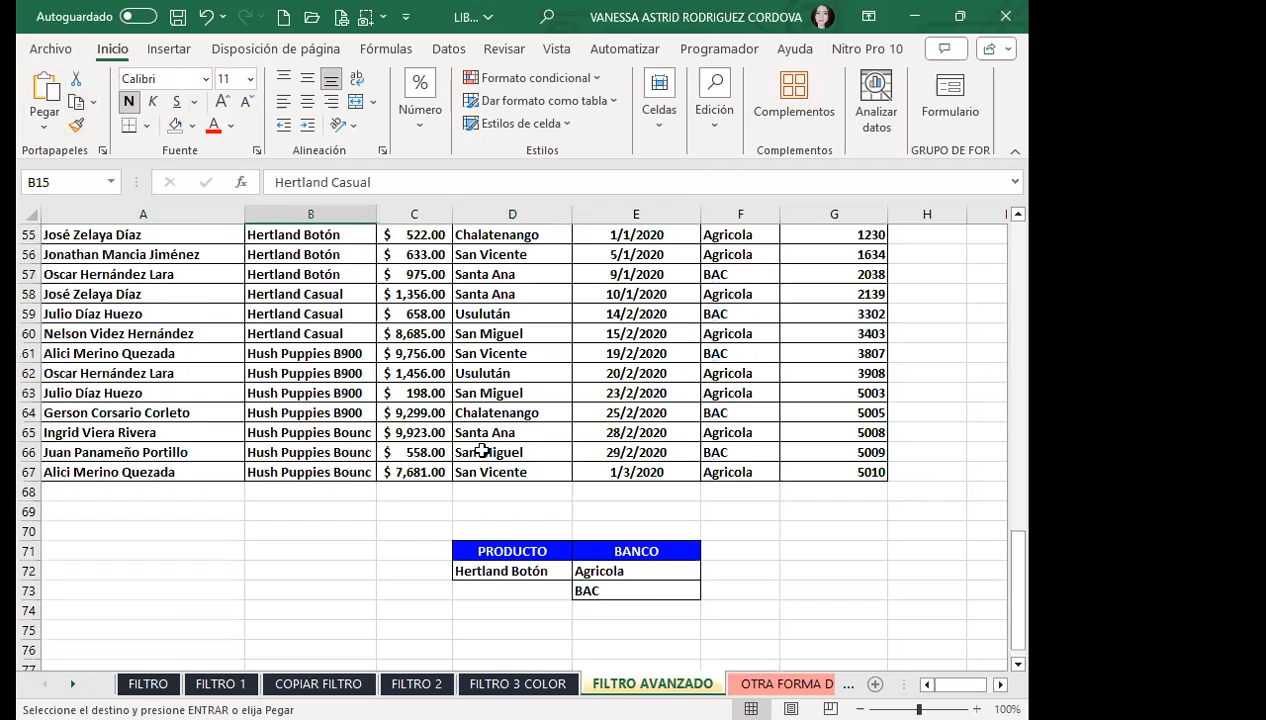 Autoguardado LIB... VANESSA ASTRID RODRIGUEZ CORDOVA
Archivo Inicio Insertar Disposición de página Fórmulas Datos Revisar Vista Automatizar Programador Ayuda Nitro Pro 10
Pegar Calibri 11 Número Formato condicional Dar formato como tabla Estilos de celda Celdas Edición Complementos Analizar datos Formulario
N K S A A A ab %
Portapapeles Fuente Alineación Estilos Complementos GRUPO DE FOR
B15 fx Hertland Casual
A B C D E F G H I
55 José Zelaya Díaz Hertland Botón $ 522.00 Chalatenango 1/1/2020 Agricola 1230
56 Jonathan Mancia Jiménez Hertland Botón $ 633.00 San Vicente 5/1/2020 Agricola 1634
57 Oscar Hernández Lara Hertland Botón $ 975.00 Santa Ana 9/1/2020 BAC 2038
58 José Zelaya Díaz Hertland Casual $ 1,356.00 Santa Ana 10/1/2020 Agricola 2139
59 Julio Díaz Huezo Hertland Casual $ 658.00 Usulután 14/2/2020 BAC 3302
60 Nelson Videz Hernández Hertland Casual $ 8,685.00 San Miguel 15/2/2020 Agricola 3403
61 Alici Merino Quezada Hush Puppies B900 $ 9,756.00 San Vicente 19/2/2020 BAC 3807
62 Oscar Hernández Lara Hush Puppies B900 $ 1,456.00 Usulután 20/2/2020 Agricola 3908
63 Julio Díaz Huezo Hush Puppies B900 $ 198.00 San Miguel 23/2/2020 Agricola 5003
64 Gerson Corsario Corleto Hush Puppies B900 $ 9,299.00 Chalatenango 25/2/2020 BAC 5005
65 Ingrid Viera Rivera Hush Puppies Bounc $ 9,923.00 Santa Ana 28/2/2020 Agricola 5008
66 Juan Panameño Portillo Hush Puppies Bounc $ 558.00 San Miguel 29/2/2020 BAC 5009
67 Alici Merino Quezada Hush Puppies Bounc $ 7,681.00 San Vicente 1/3/2020 Agricola 5010
68
69
70
71 PRODUCTO BANCO
72 Hertland Botón Agricola
73 BAC
74
75
76
77
FILTRO FILTRO 1 COPIAR FILTRO FILTRO 2 FILTRO 3 COLOR FILTRO AVANZADO OTRA FORMA D ...
Seleccione el destino y presione ENTRAR o elija Pegar 100%